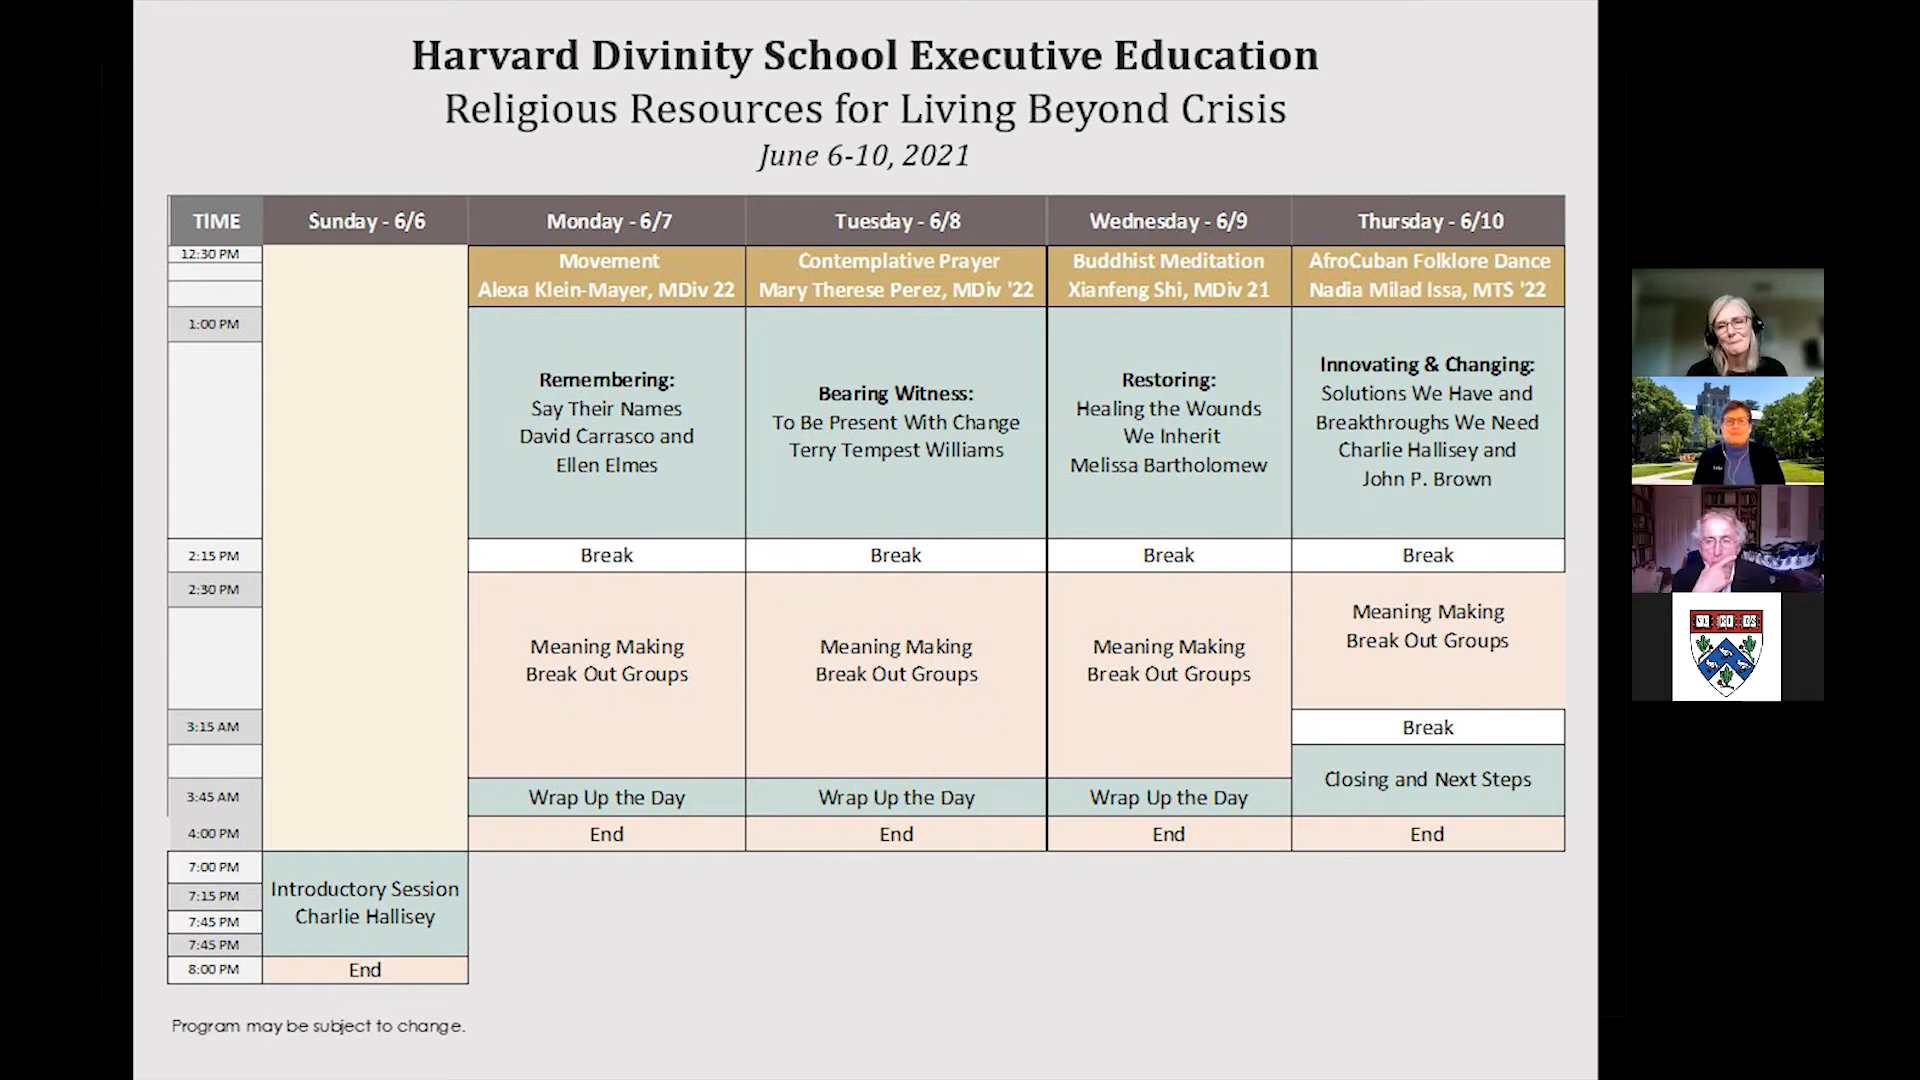 Harvard Divinity School Executive Education
Religious Resources for Living Beyond Crisis
June 6-10, 2021
TIME
Sunday - 6/6
Monday - 6/7
Tuesday - 6/8
Wednesday - 6/9
Thursday - 6/10
12:30 PM
Movement
Alexa Klein-Mayer, MDiv 22
Contemplative Prayer
Mary Therese Perez, MDiv '22
Buddhist Meditation
Xianfeng Shi, MDiv 21
AfroCuban Folklore Dance
Nadia Milad Issa, MTS '22
1:00 PM
Remembering:
Say Their Names
David Carrasco and
Ellen Elmes
Bearing Witness:
To Be Present With Change
Terry Tempest Williams
Restoring:
Healing the Wounds
We Inherit
Melissa Bartholomew
Innovating & Changing:
Solutions We Have and
Breakthroughs We Need
Charlie Hallisey and
John P. Brown
2:15 PM
Break
Break
Break
Break
2:30 PM
Meaning Making
Break Out Groups
Meaning Making
Break Out Groups
Meaning Making
Break Out Groups
Meaning Making
Break Out Groups
3:15 AM
Break
Closing and Next Steps
3:45 AM
Wrap Up the Day
Wrap Up the Day
Wrap Up the Day
4:00 PM
End
End
End
End
7:00 PM
7:15 PM
7:45 PM
7:45 PM
Introductory Session
Charlie Hallisey
8:00 PM
End
Program may be subject to change.
VE RI TAS